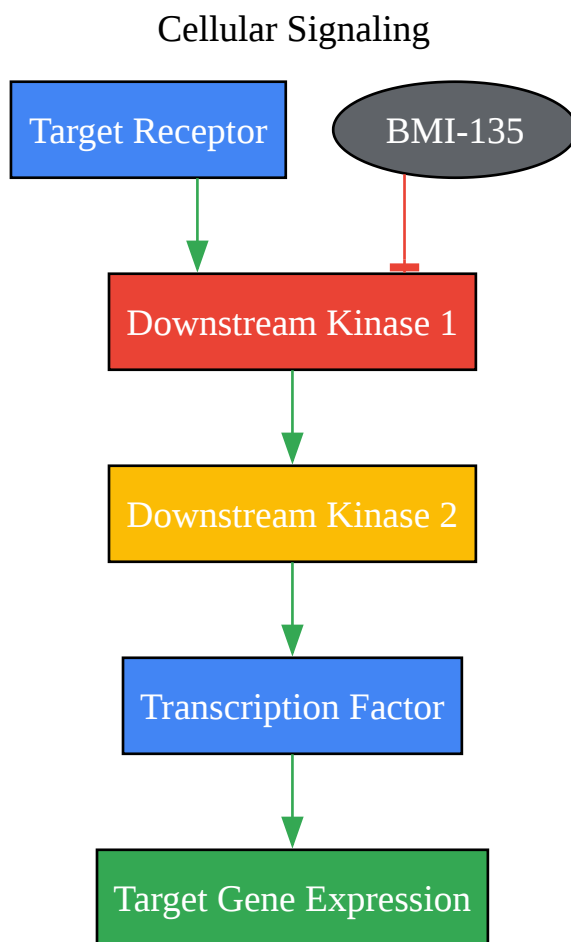 Cellular Signaling
Target Receptor
BMI-135
Downstream Kinase 1
Downstream Kinase 2
Transcription Factor
Target Gene Expression